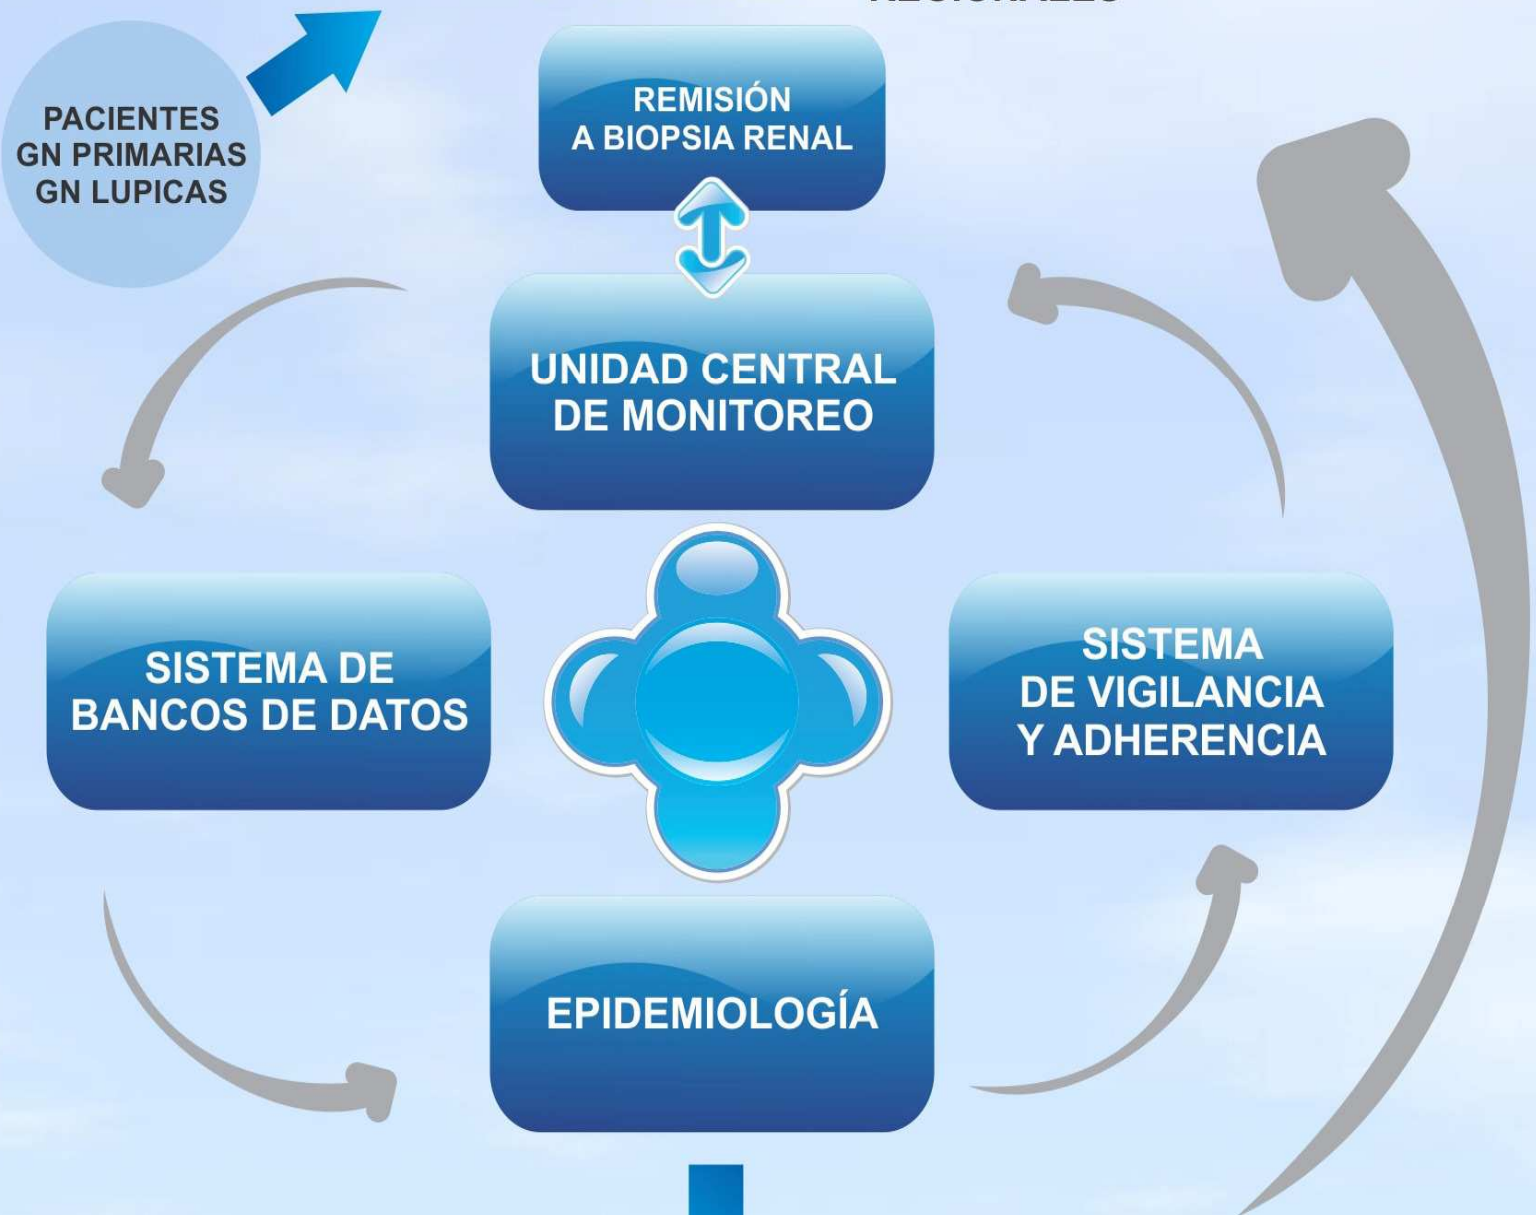 PACIENTES
GN PRIMARIAS
GN LUPICAS
REMISIÓN
A BIOPSIA RENAL
UNIDAD CENTRAL
DE MONITOREO
SISTEMA DE
BANCOS DE DATOS
SISTEMA
DE VIGILANCIA
Y ADHERENCIA
EPIDEMIOLOGÍA